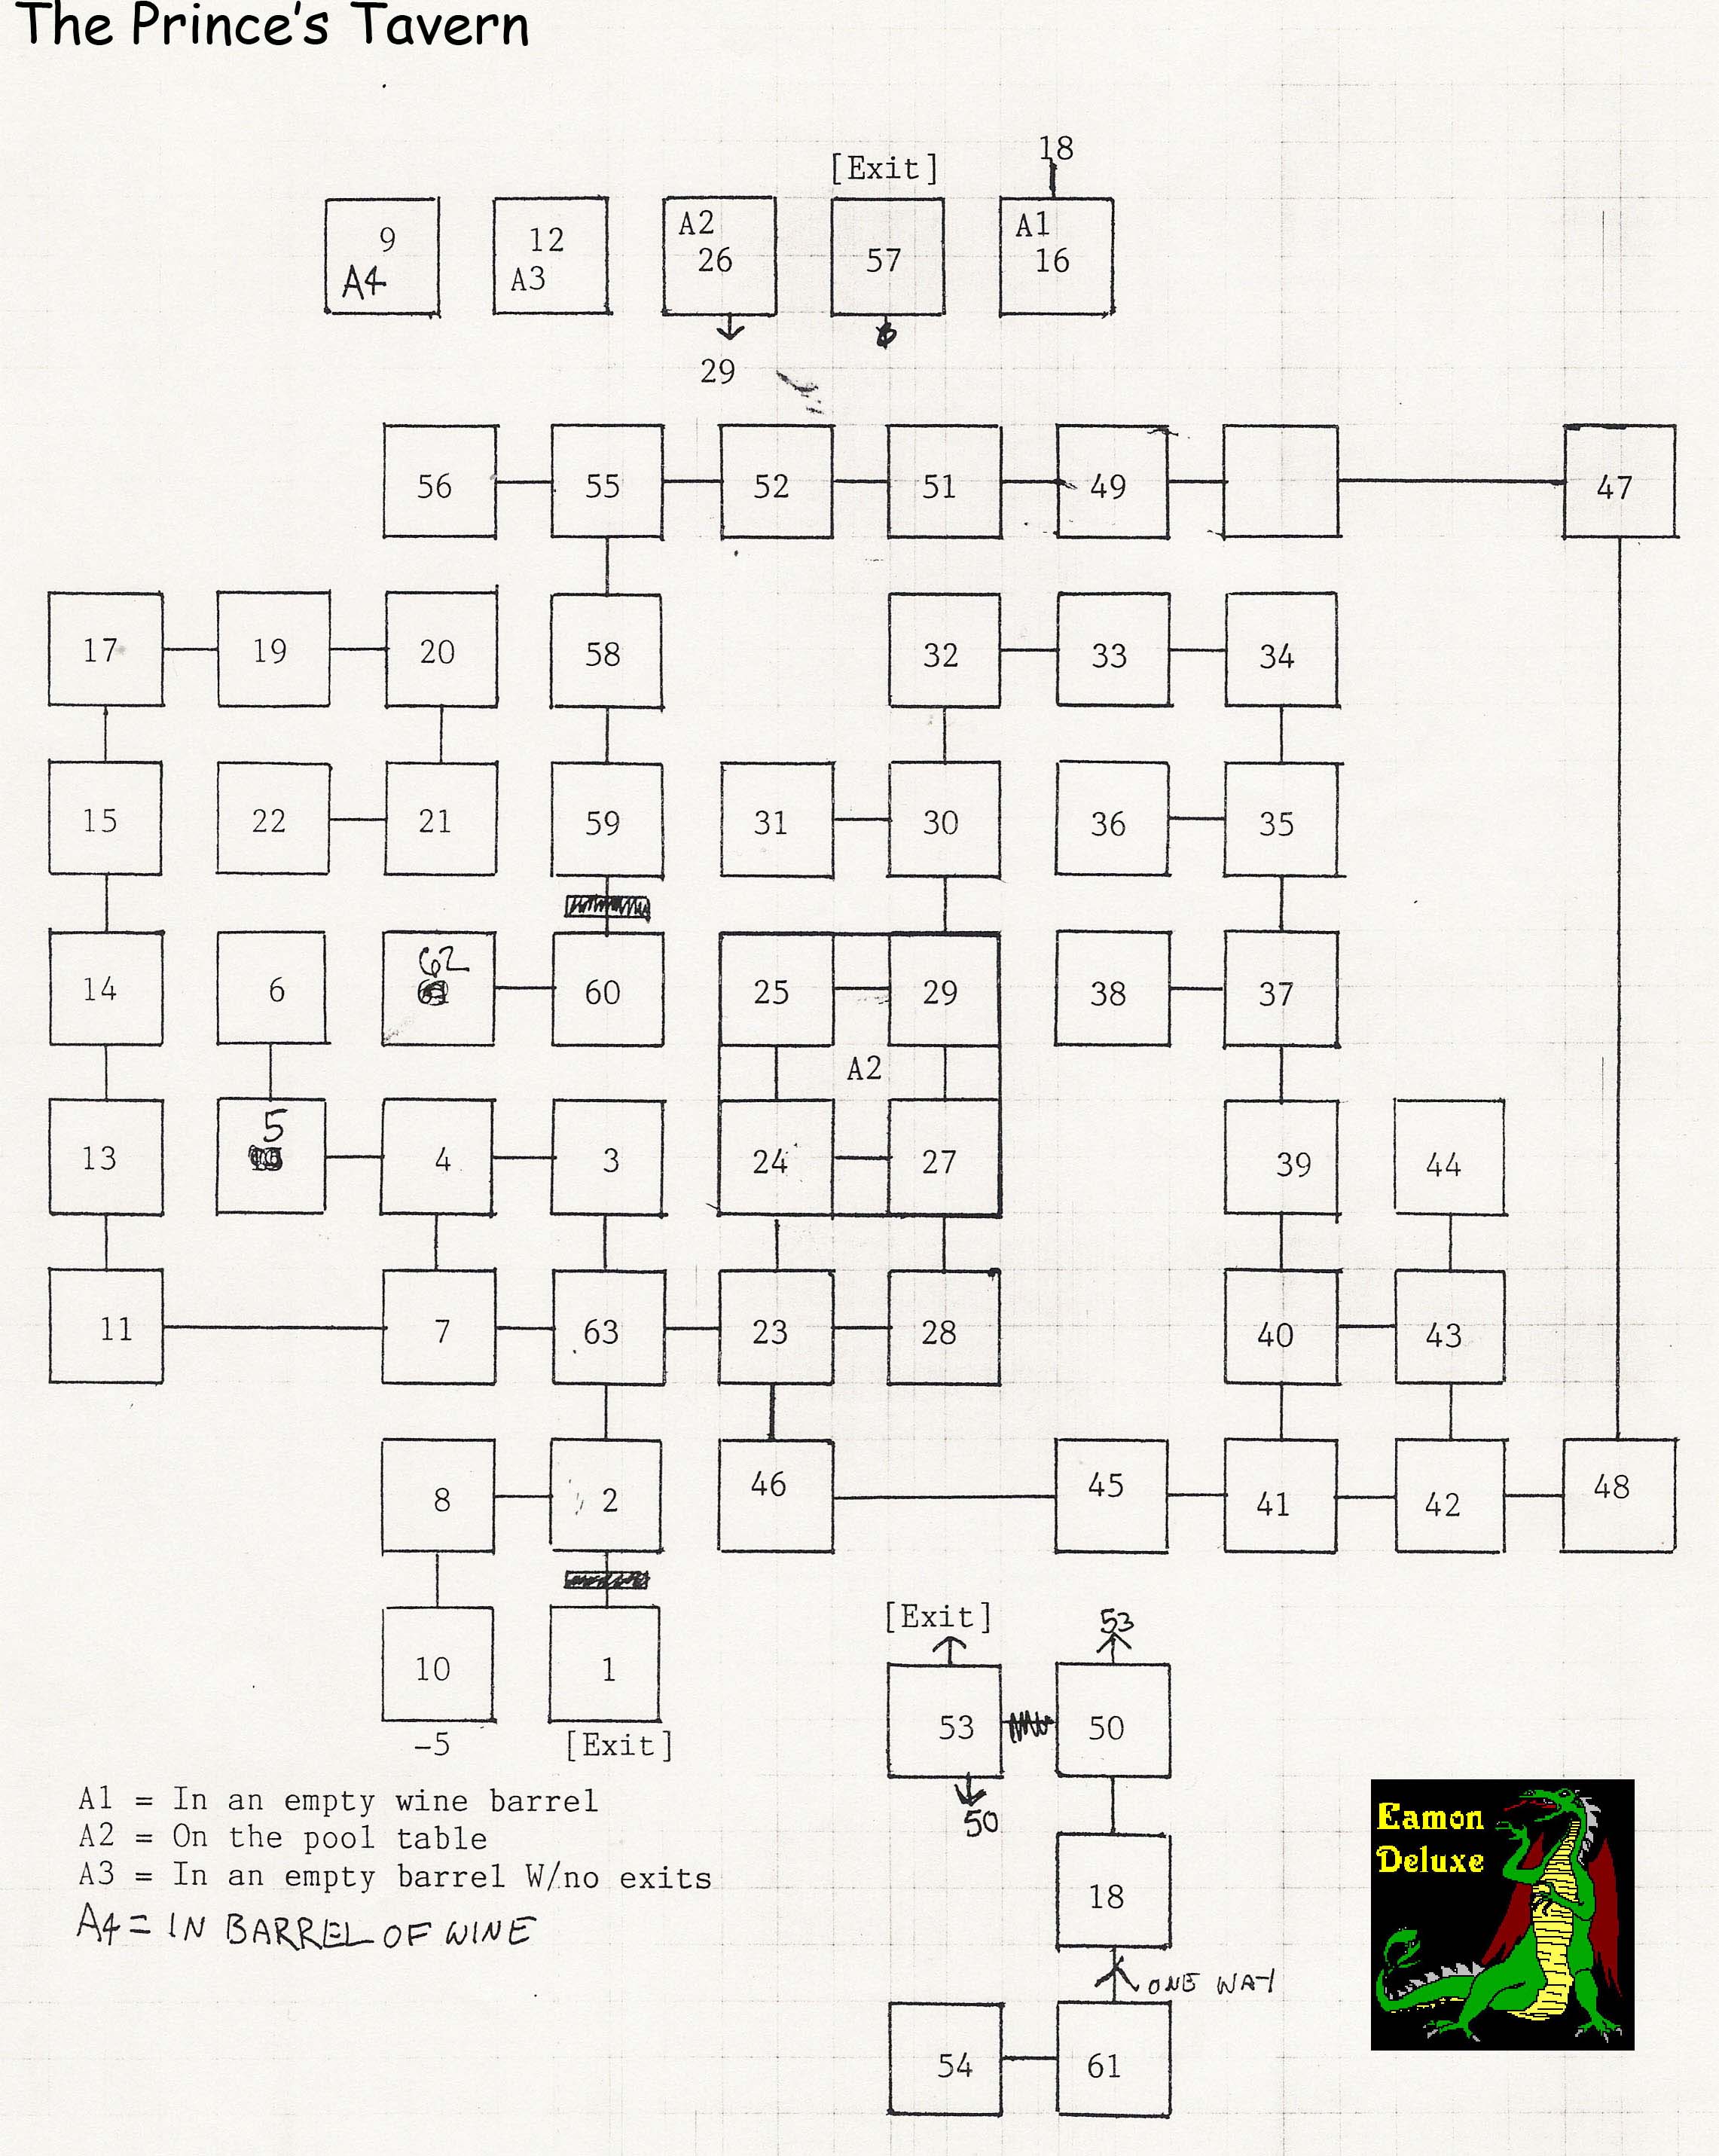 The Prince's Tavern
18
[Exit]
9 12 A2 A1
A4 A3 26 57 16
29
56 55 52 51 49 47
17 19 20 58 32 33 34
15 22 21 59 31 30 36 35
62
14 6 60 25 29 38 37
A2
5
13 4 3 24 27 39 44
11 7 63 23 28 40 43
8 2 46 45 41 42 48
[Exit] 53
10 1 53 50
-5 [Exit]
50
A1 = In an empty wine barrel
A2 = On the pool table
A3 = In an empty barrel W/no exits
A4 = IN BARREL OF WINE
Eamon
Deluxe
18
ONE WAY
54 61